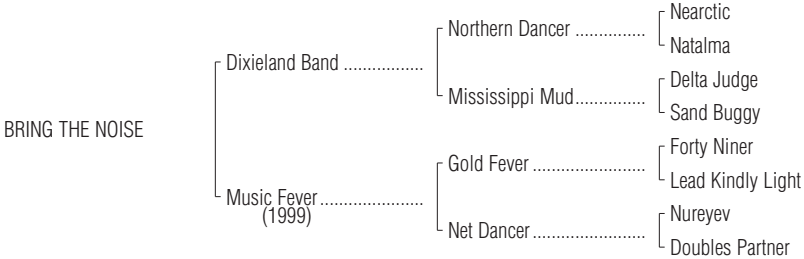 Nearctic
Northern Dancer ...............
Natalma
Dixieland Band .................
Delta Judge
Mississippi Mud...............
Sand Buggy
BRING THE NOISE
Forty Niner
Gold Fever ........................
Lead Kindly Light
Music Fever......................
(1999)
Nureyev
Net Dancer........................
Doubles Partner